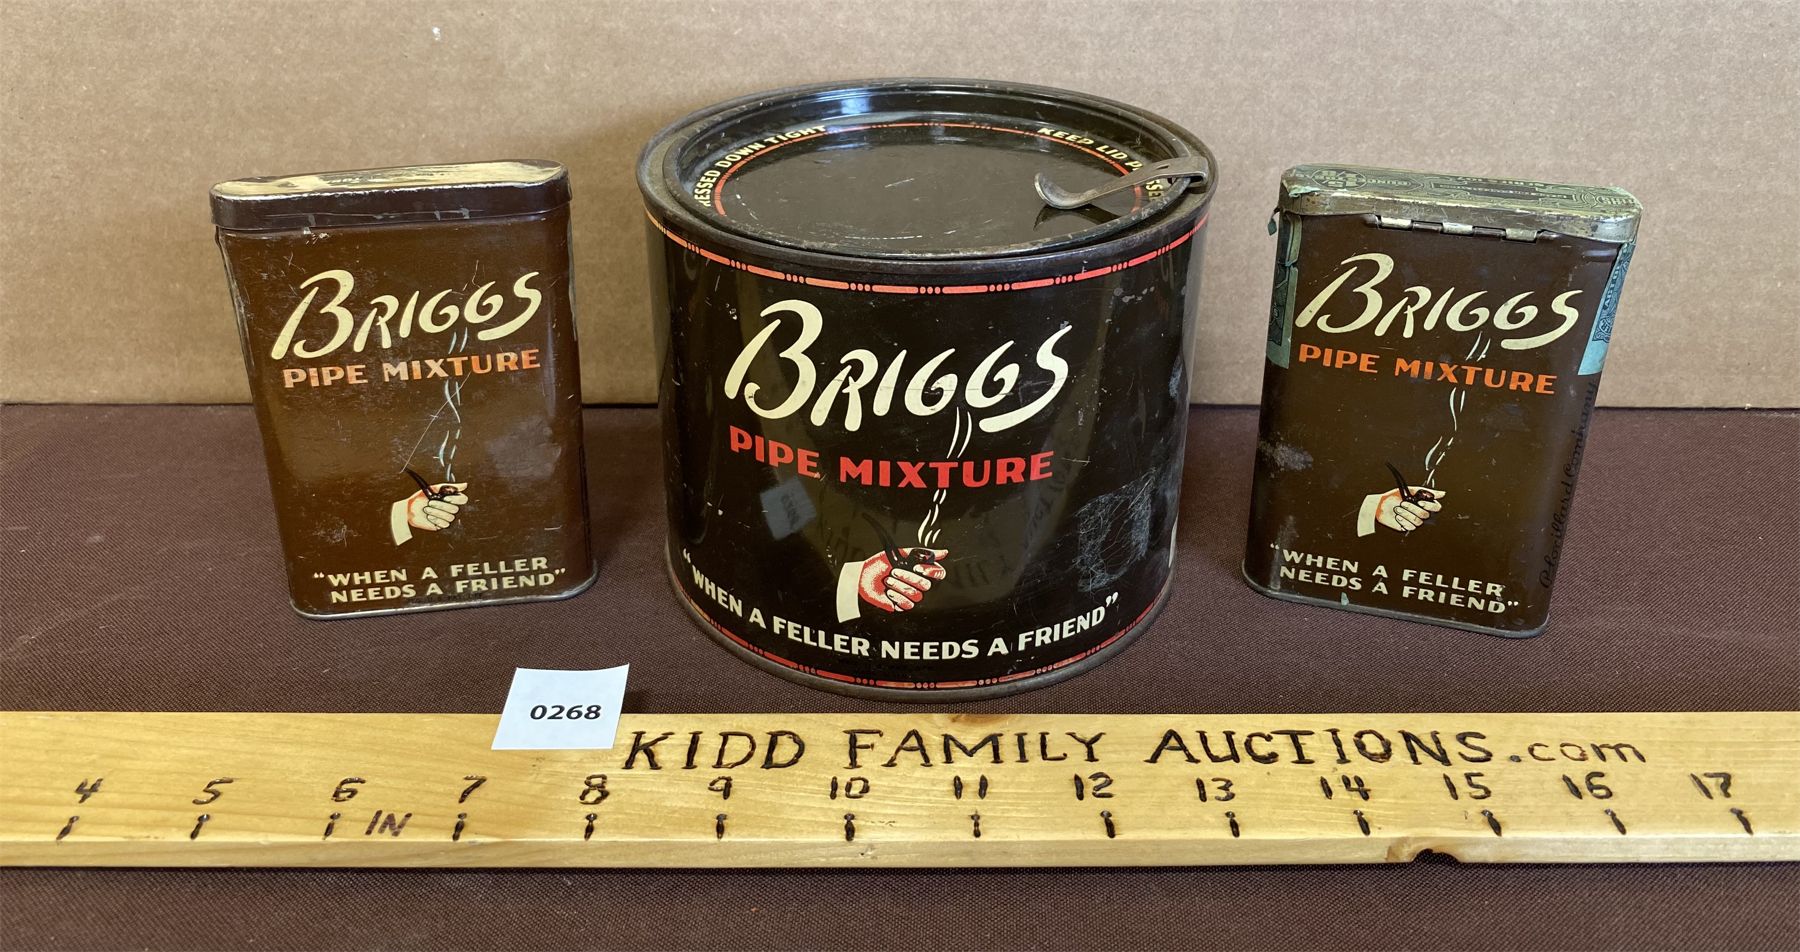 BRIGGS
PIPE MIXTURE
"WHEN A FELLER
NEEDS A FRIEND"
KEEP LID PRESSED DOWN TIGHT
BRIGGS
PIPE MIXTURE
"WHEN A FELLER NEEDS A FRIEND"
BRIGGS
PIPE MIXTURE
"WHEN A FELLER
NEEDS A FRIEND"
P. Lorillard Company
0268
KIDD FAMILY AUCTIONS.com
4 5 6 7 8 9 10 11 12 13 14 15 16 17
IN